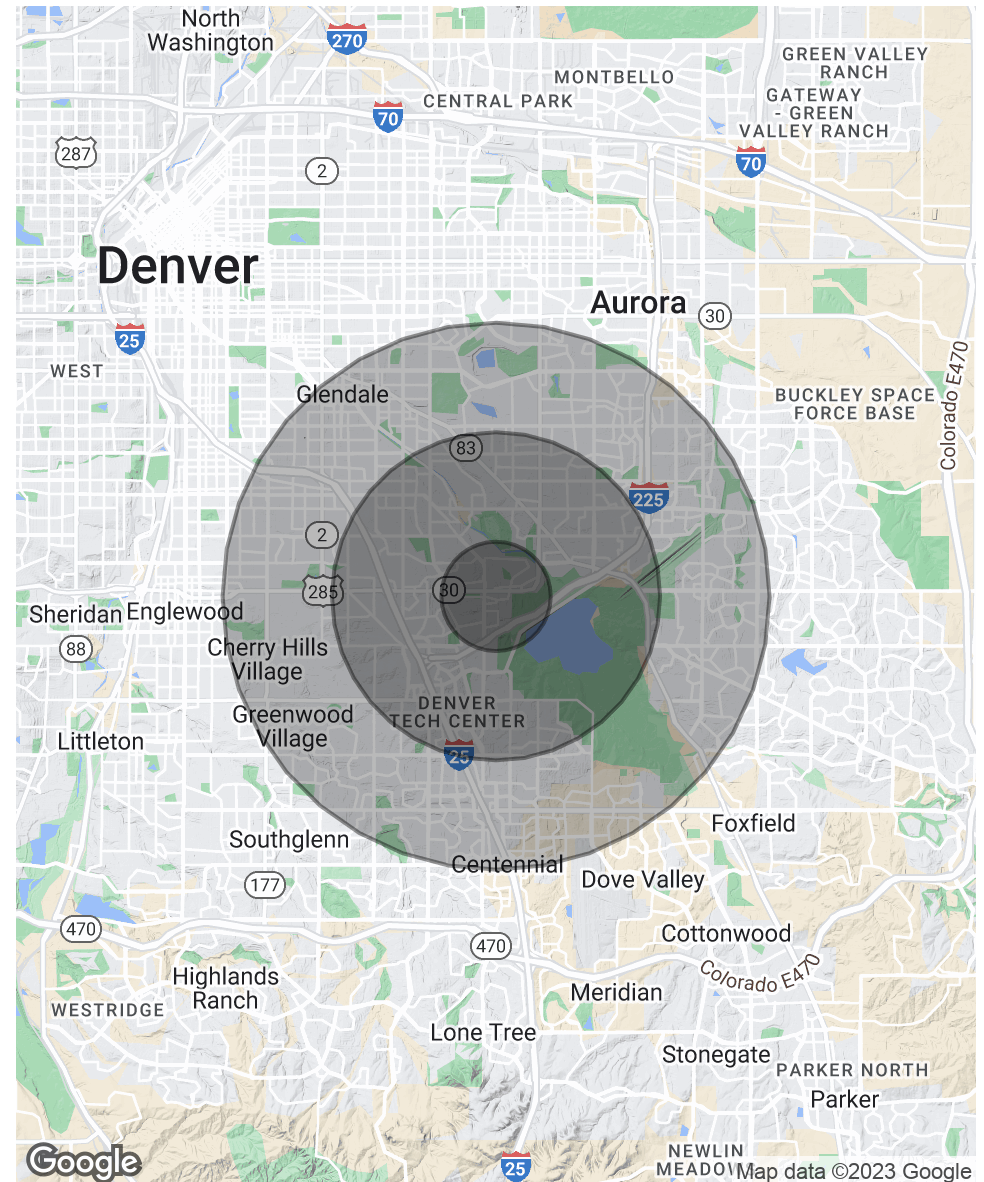 North
Washington
270
MONTBELLO
GREEN VALLEY
RANCH
CENTRAL PARK
GATEWAY
- GREEN
VALLEY RANCH
70
287
2
70
Denver
Aurora
30
25
WEST
Glendale
BUCKLEY SPACE
FORCE BASE
Colorado E470
83
225
2
285
30
Sheridan
Englewood
88
Cherry Hills
Village
DENVER
TECH CENTER
Greenwood
Village
Littleton
25
Southglenn
Foxfield
Centennial
177
Dove Valley
470
470
Cottonwood
Colorado E470
Highlands
Ranch
Meridian
WESTRIDGE
Lone Tree
Stonegate
PARKER NORTH
Parker
Google
25
NEWLIN
MEADOW
Map data ©2023 Google